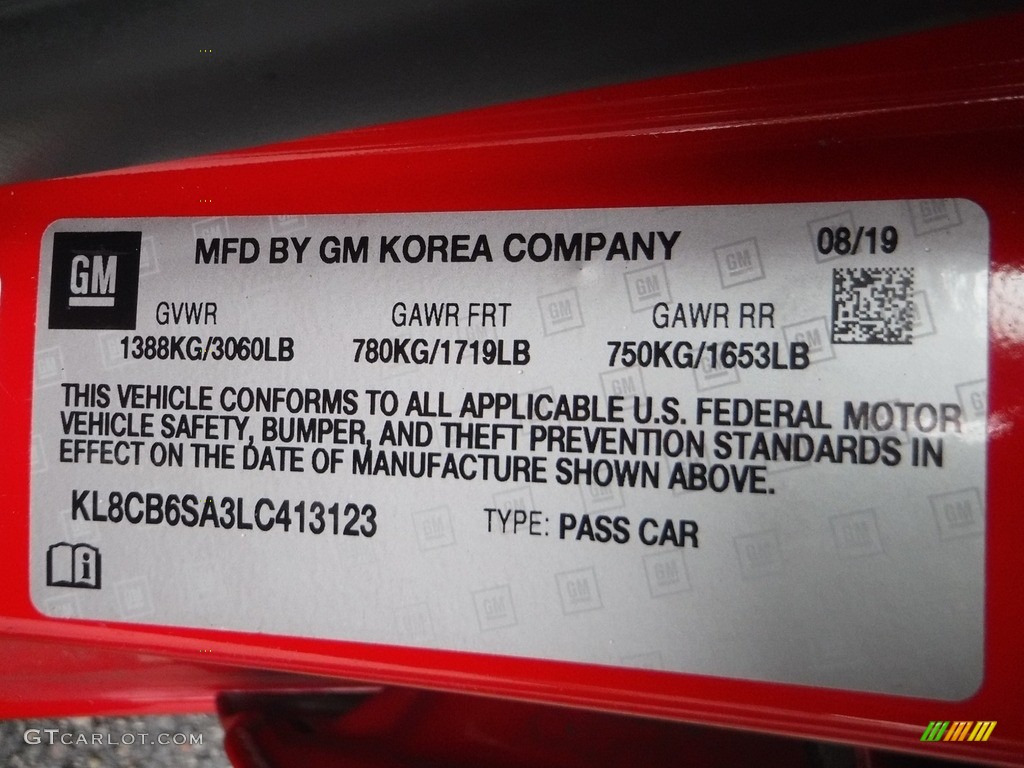 GM
MFD BY GM KOREA COMPANY 08/19
GVWR GAWR FRT GAWR RR
1388KG/3060LB 780KG/1719LB 750KG/1653LB
THIS VEHICLE CONFORMS TO ALL APPLICABLE U.S. FEDERAL MOTOR
VEHICLE SAFETY, BUMPER, AND THEFT PREVENTION STANDARDS IN
EFFECT ON THE DATE OF MANUFACTURE SHOWN ABOVE.
KL8CB6SA3LC413123 TYPE: PASS CAR
i
GTCARLOT.COM